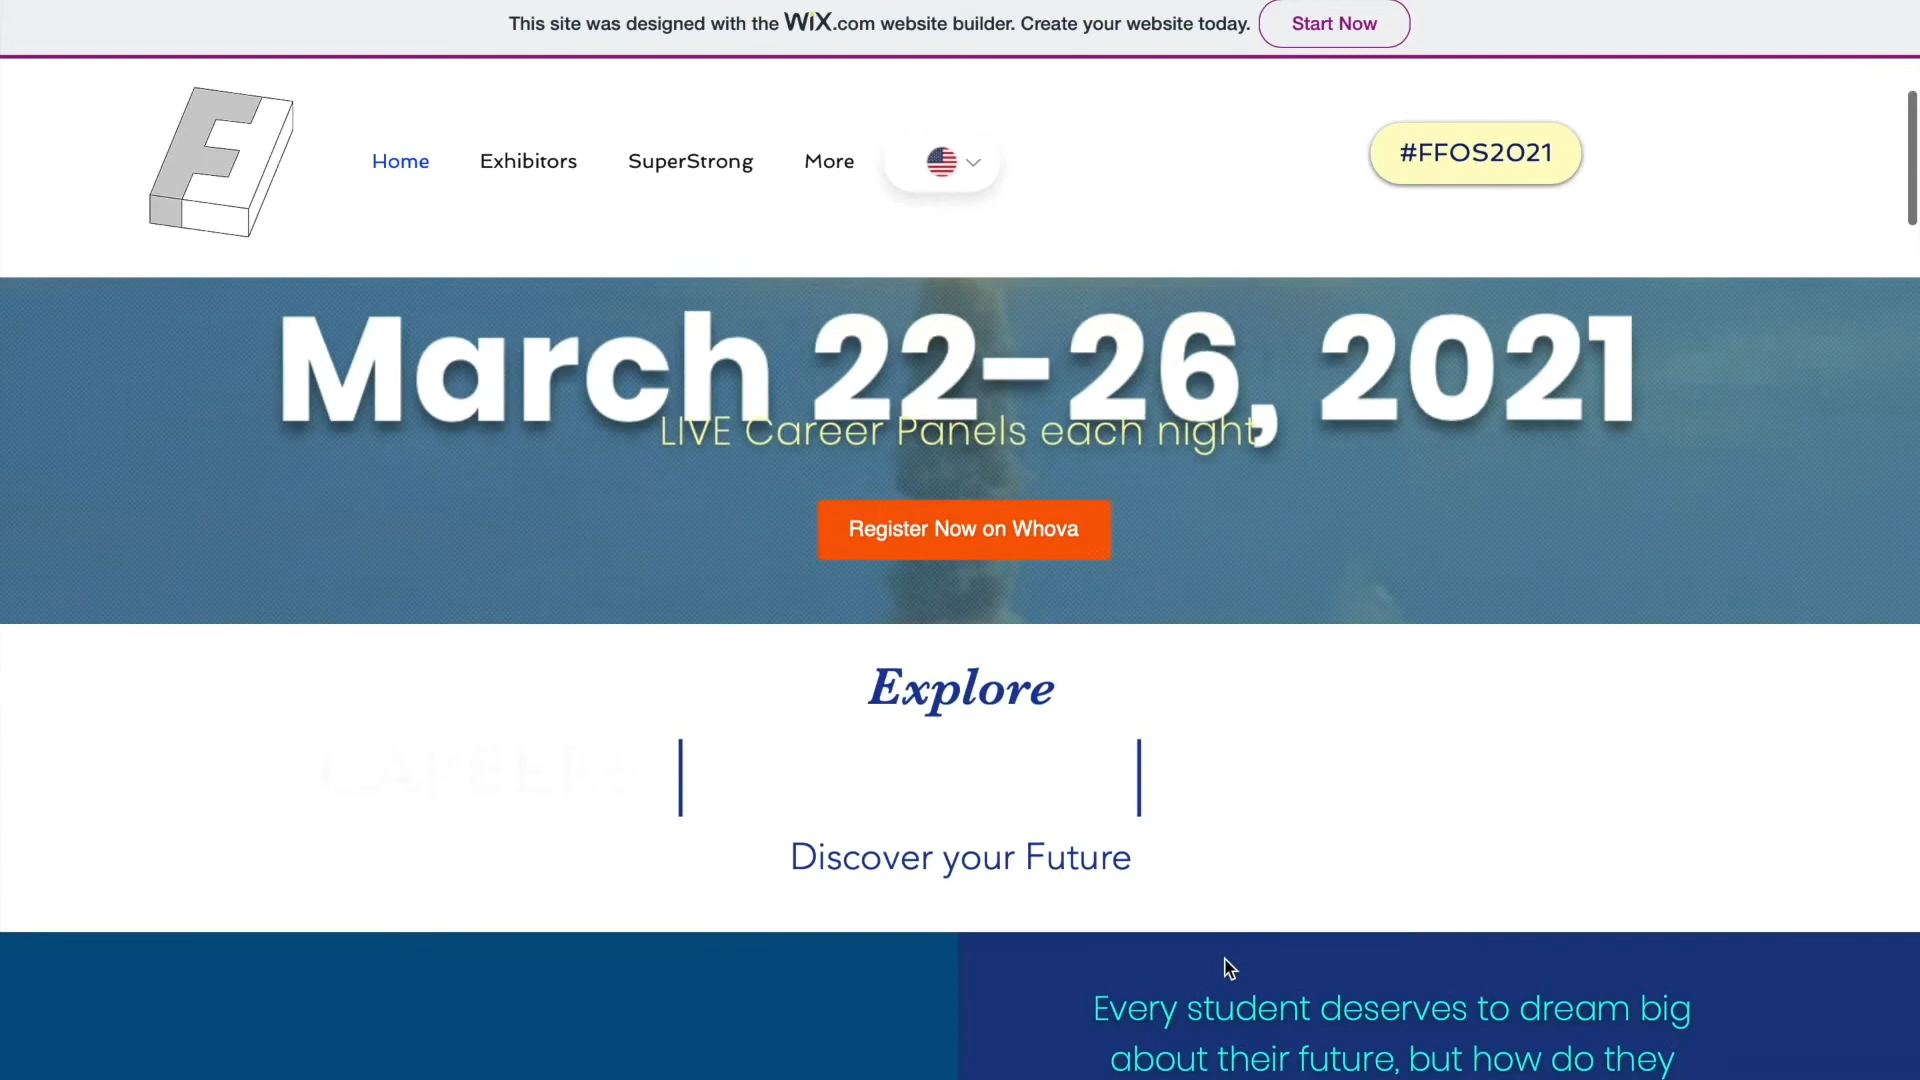 This site was designed with the WiX.com website builder. Create your website today. Start Now
Home Exhibitors SuperStrong More
#FFOS2021
March 22-26, 2021
LIVE Career Panels each night
Register Now on Whova
Explore
CAREERS
Discover your Future
Every student deserves to dream big
about their future, but how do they